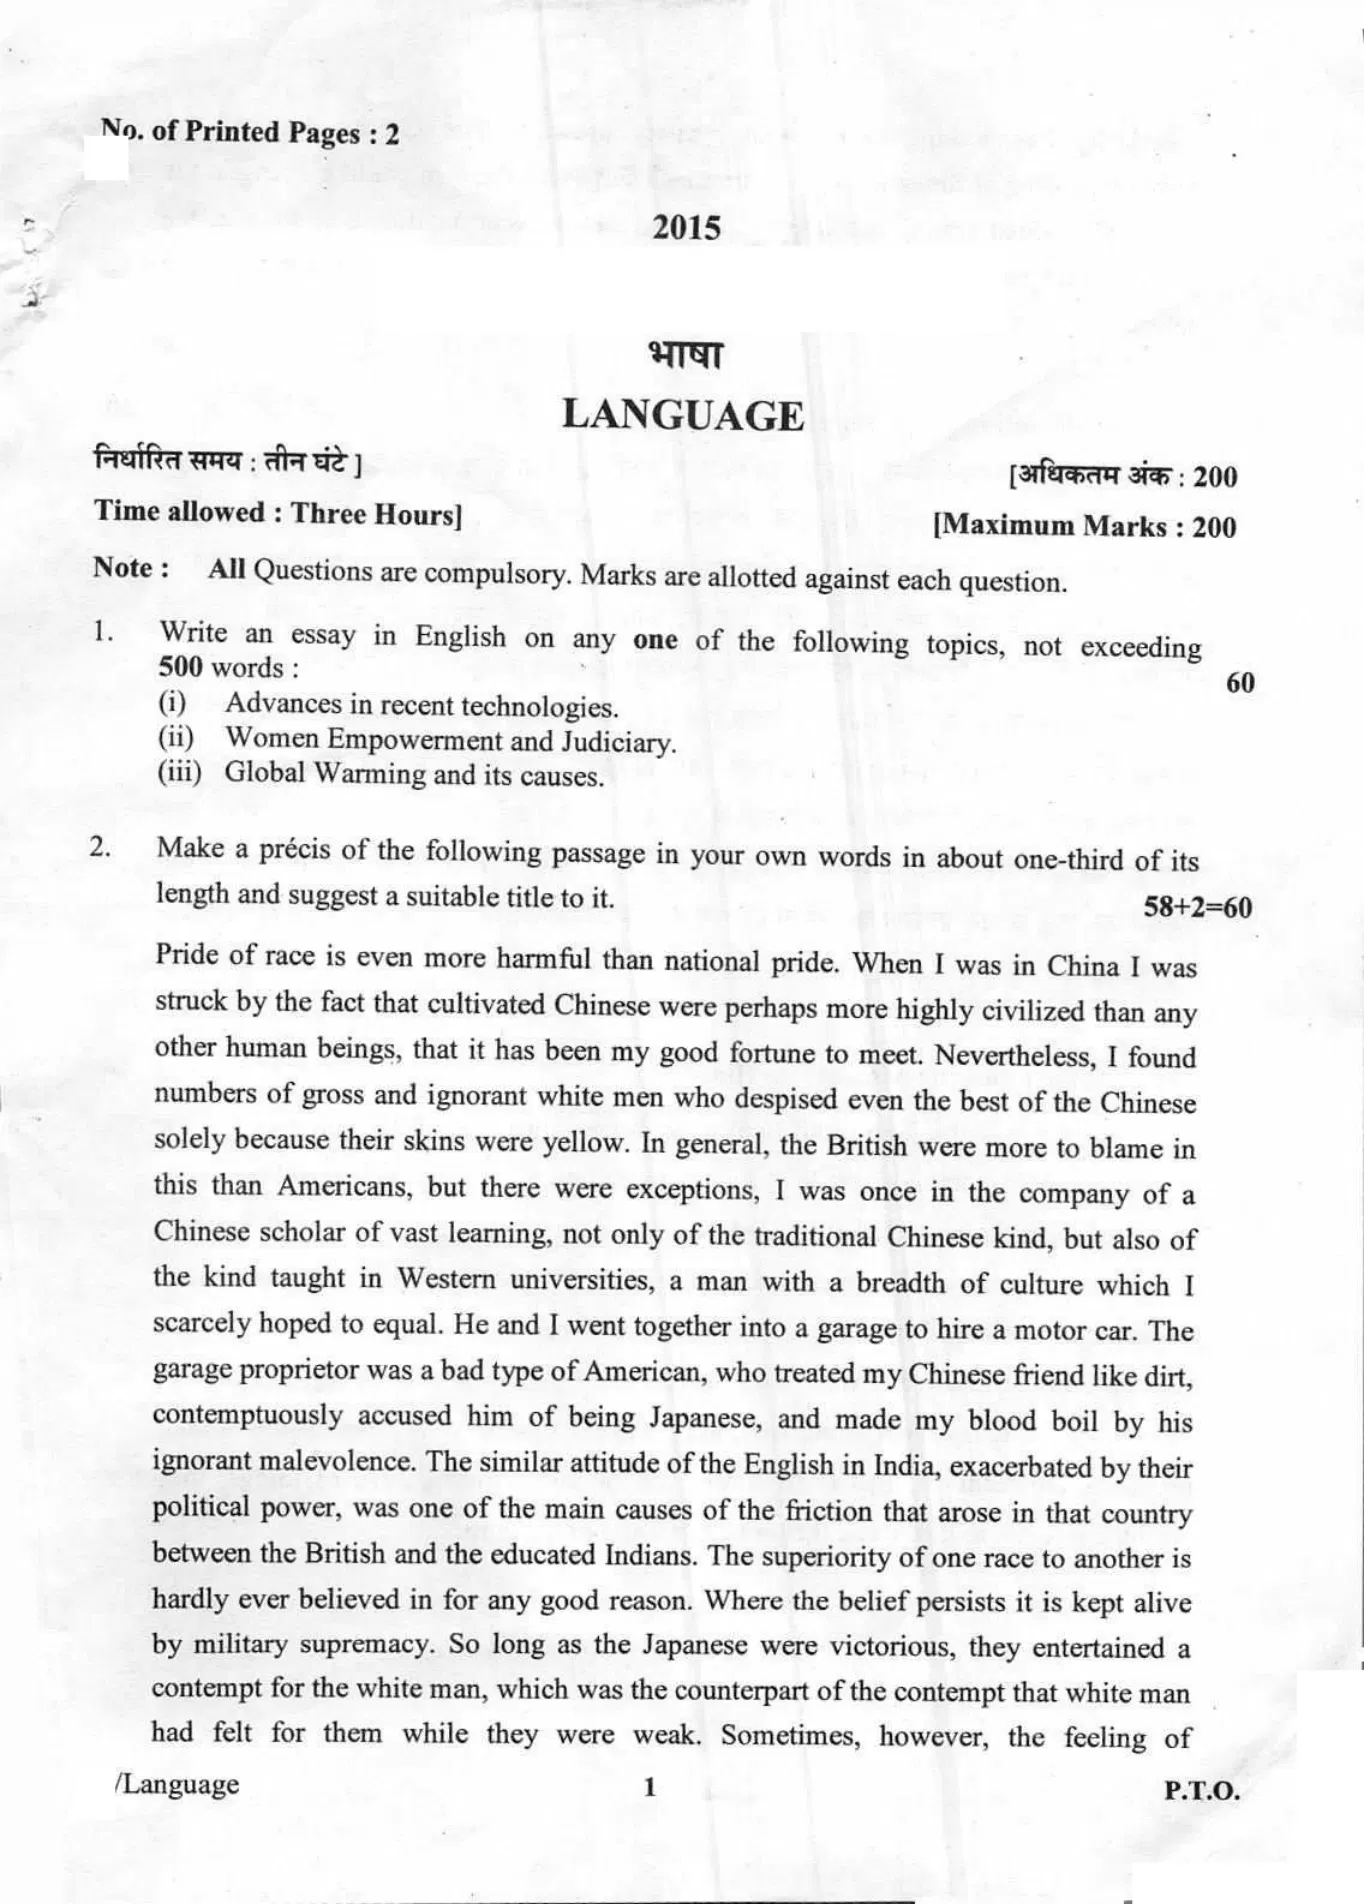 No. of Printed Pages : 2
2015
भाषा
LANGUAGE
निर्धारित समय : तीन घंटे ]
[अधिकतम अंक : 200
Time allowed : Three Hours]
[Maximum Marks : 200
Note : All Questions are compulsory. Marks are allotted against each question.
1. Write an essay in English on any one of the following topics, not exceeding
500 words :
60
(i) Advances in recent technologies.
(ii) Women Empowerment and Judiciary.
(iii) Global Warming and its causes.
2. Make a précis of the following passage in your own words in about one-third of its
length and suggest a suitable title to it.
58+2=60
Pride of race is even more harmful than national pride. When I was in China I was
struck by the fact that cultivated Chinese were perhaps more highly civilized than any
other human beings, that it has been my good fortune to meet. Nevertheless, I found
numbers of gross and ignorant white men who despised even the best of the Chinese
solely because their skins were yellow. In general, the British were more to blame in
this than Americans, but there were exceptions, I was once in the company of a
Chinese scholar of vast learning, not only of the traditional Chinese kind, but also of
the kind taught in Western universities, a man with a breadth of culture which I
scarcely hoped to equal. He and I went together into a garage to hire a motor car. The
garage proprietor was a bad type of American, who treated my Chinese friend like dirt,
contemptuously accused him of being Japanese, and made my blood boil by his
ignorant malevolence. The similar attitude of the English in India, exacerbated by their
political power, was one of the main causes of the friction that arose in that country
between the British and the educated Indians. The superiority of one race to another is
hardly ever believed in for any good reason. Where the belief persists it is kept alive
by military supremacy. So long as the Japanese were victorious, they entertained a
contempt for the white man, which was the counterpart of the contempt that white man
had felt for them while they were weak. Sometimes, however, the feeling of
/Language
1
P.T.O.